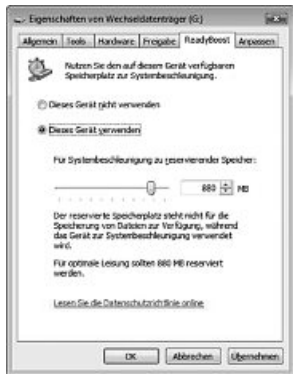 Eigenschaften von Wechseldatenträger (G:)
Allgemein Tools Hardware Freigabe ReadyBoost Anpassen
Nutzen Sie den auf diesem Gerät verfügbaren
Speicherplatz zur Systembeschleunigung.
Dieses Gerät nicht verwenden
Dieses Gerät verwenden
Für Systembeschleunigung zu reservierender Speicher:
880 MB
Der reservierte Speicherplatz steht nicht für die
Speicherung von Dateien zur Verfügung, während
das Gerät zur Systembeschleunigung verwendet
wird.
Für optimale Leisung sollten 880 MB reserviert
werden.
Lesen Sie die Datenschutzrichtlinie online
OK Abbrechen Übernehmen